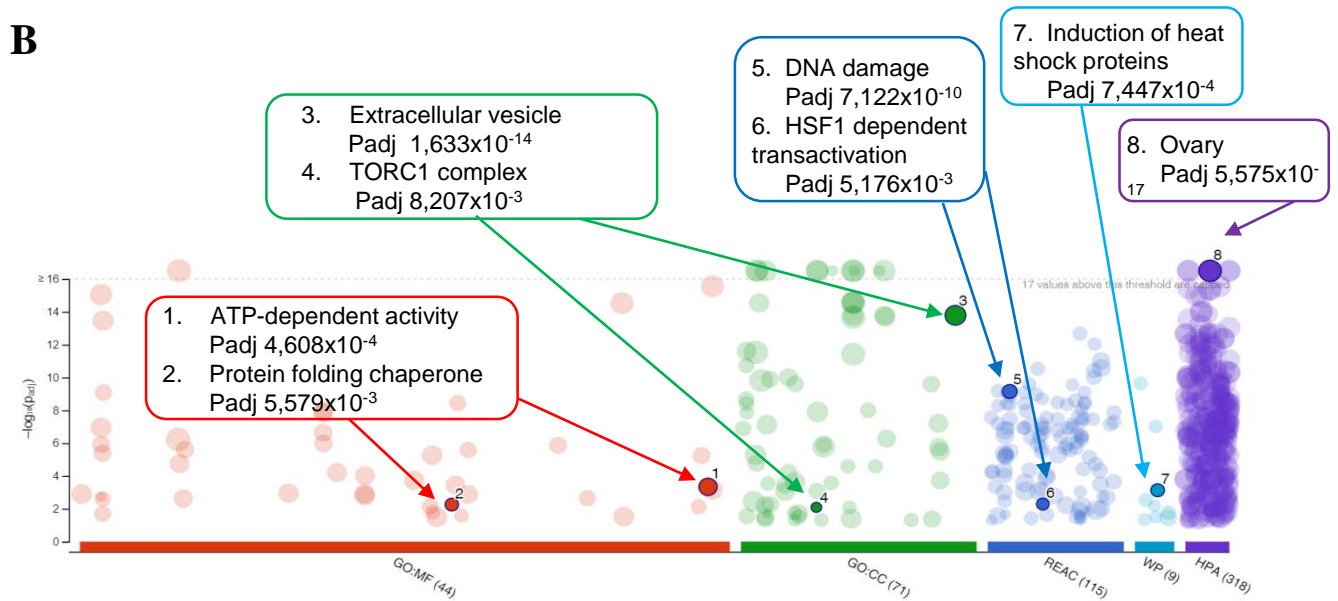 B
3. Extracellular vesicle
Padj 1,633x10-14
4. TORC1 complex
Padj 8,207x10-3
5. DNA damage
Padj 7,122x10-10
6. HSF1 dependent
transactivation
Padj 5,176x10-3
7. Induction of heat
shock proteins
Padj 7,447x10-4
8. Ovary
Padj 5,575x10-
17
1. ATP-dependent activity
Padj 4,608x10-4
2. Protein folding chaperone
Padj 5,579x10-3
17 values above this threshold are capped
-log10(padj)
≥16
14
12
10
8
6
4
2
0
1
2
3
4
5
6
7
8
GO:MF (44)
GO:CC (71)
REAC (115)
WP (9)
HPA (318)